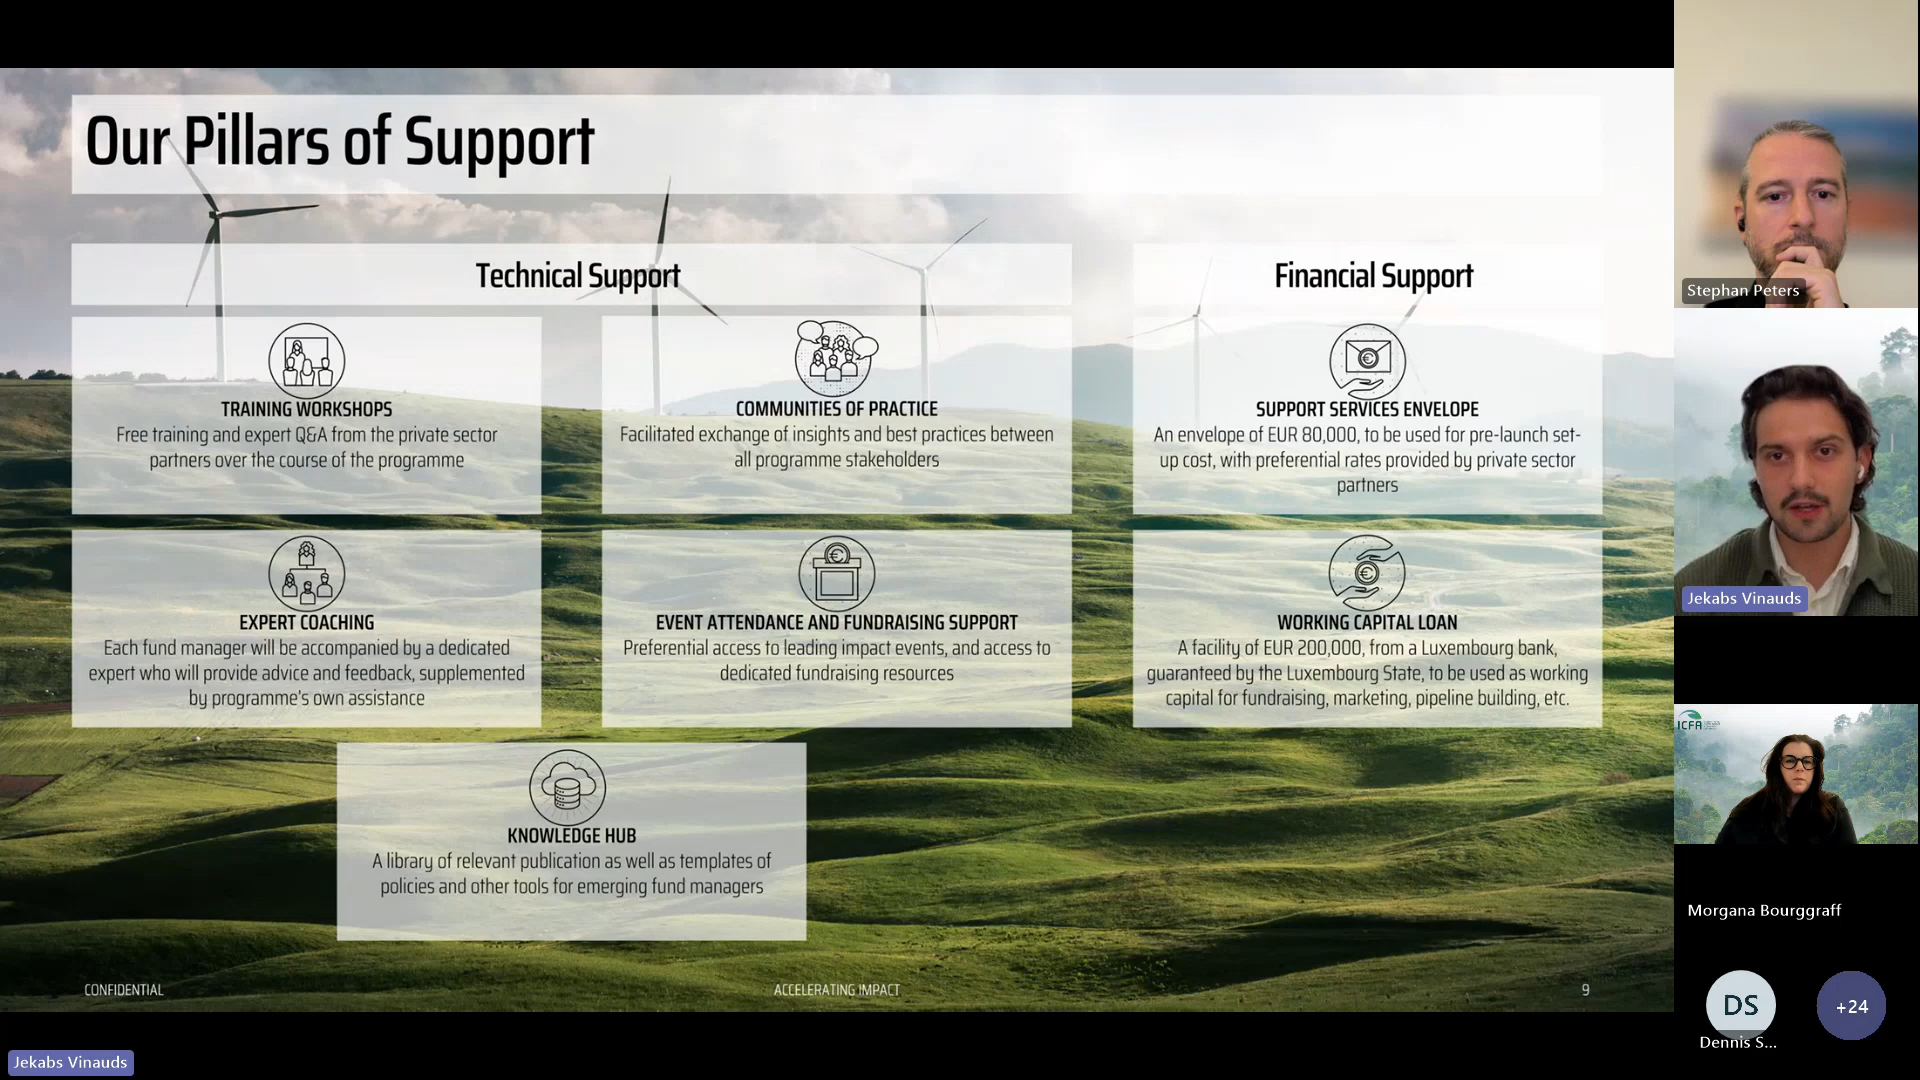 Our Pillars of Support
Technical Support
Financial Support
TRAINING WORKSHOPS
Free training and expert Q&A from the private sector
partners over the course of the programme
COMMUNITIES OF PRACTICE
Facilitated exchange of insights and best practices between
all programme stakeholders
SUPPORT SERVICES ENVELOPE
An envelope of EUR 80,000, to be used for pre-launch set-
up cost, with preferential rates provided by private sector
partners
EXPERT COACHING
Each fund manager will be accompanied by a dedicated
expert who will provide advice and feedback, supplemented
by programme's own assistance
EVENT ATTENDANCE AND FUNDRAISING SUPPORT
Preferential access to leading impact events, and access to
dedicated fundraising resources
WORKING CAPITAL LOAN
A facility of EUR 200,000, from a Luxembourg bank,
guaranteed by the Luxembourg State, to be used as working
capital for fundraising, marketing, pipeline building, etc.
KNOWLEDGE HUB
A library of relevant publication as well as templates of
policies and other tools for emerging fund managers
CONFIDENTIAL
ACCELERATING IMPACT
9
Jekabs Vinauds
Stephan Peters
Jekabs Vinauds
ICFA
Morgana Bourggraff
DS
Dennis S...
+24